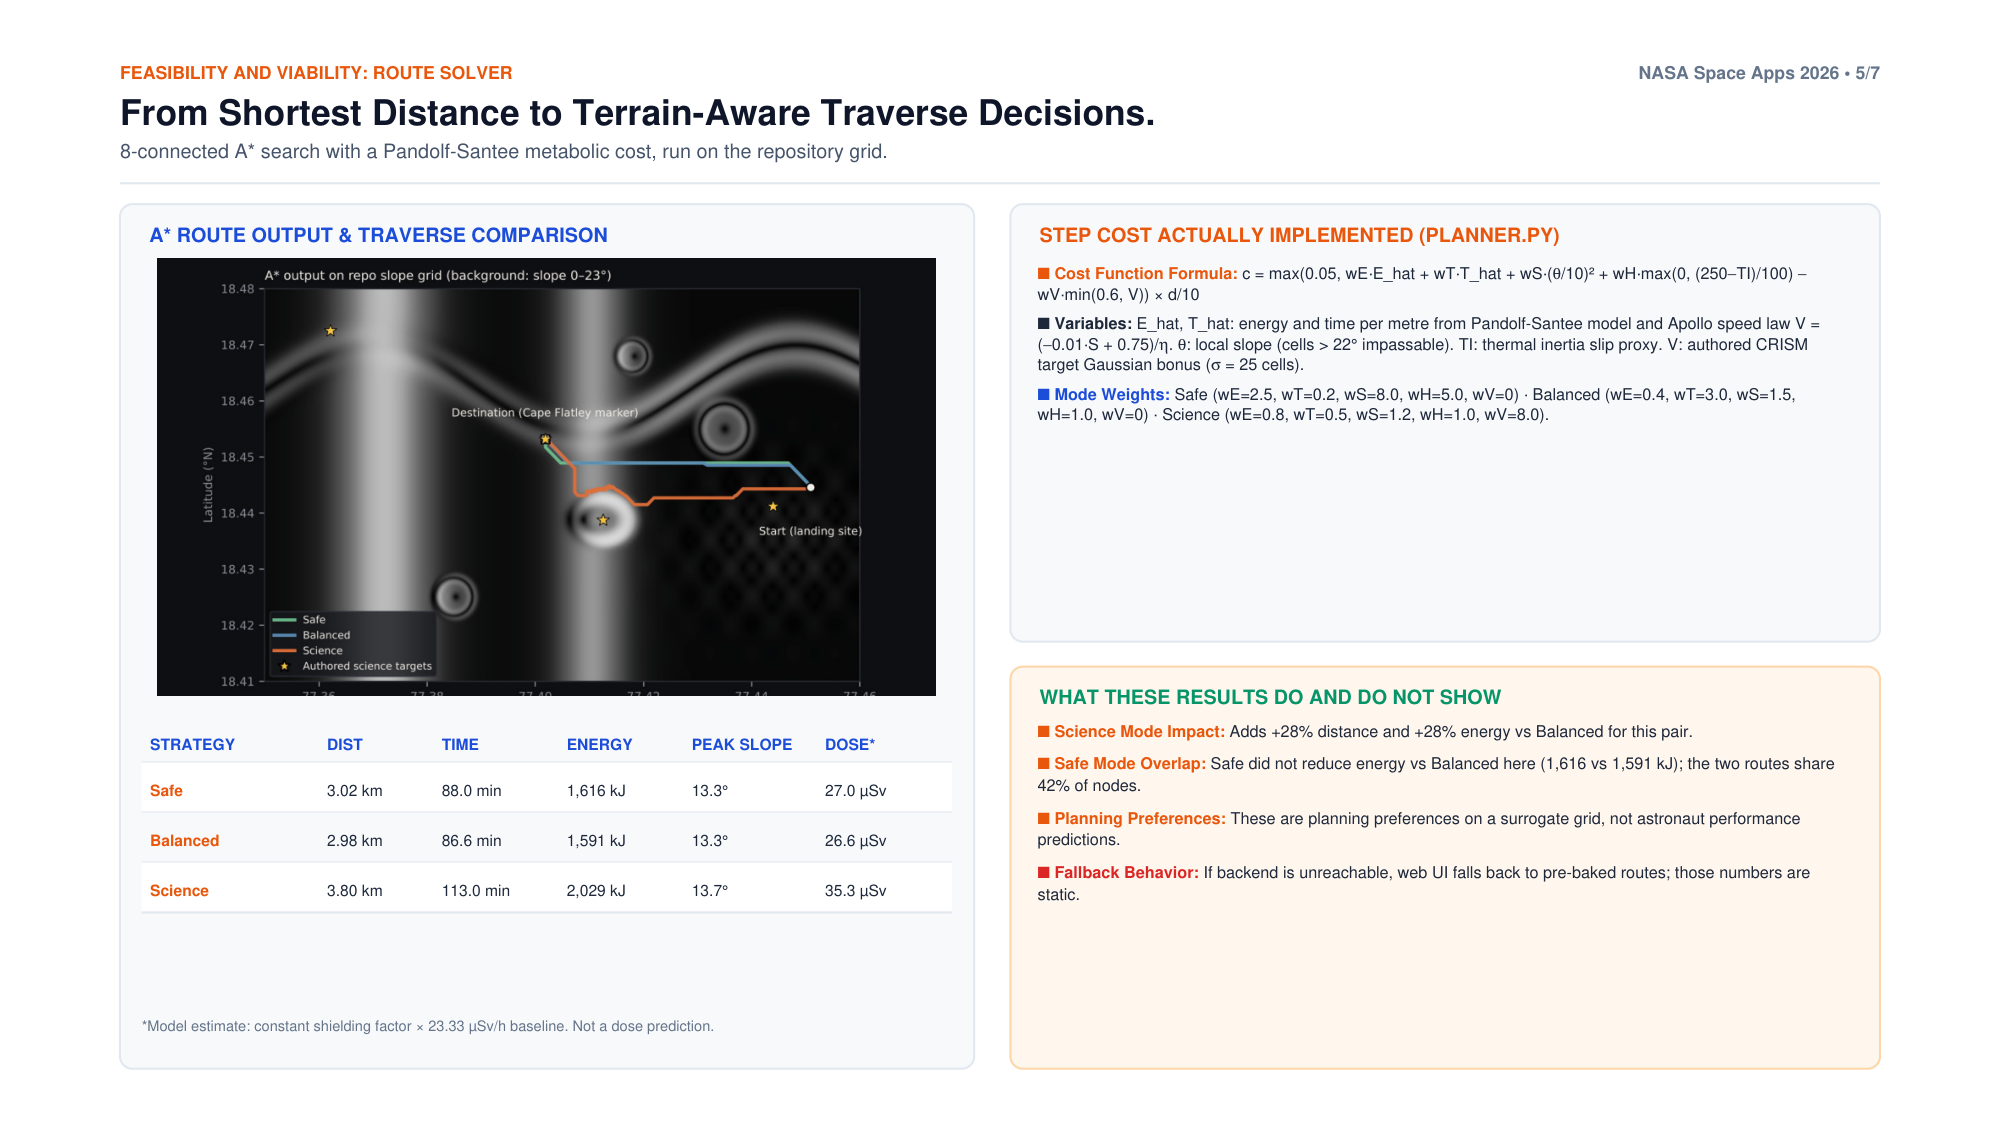 FEASIBILITY AND VIABILITY: ROUTE SOLVER
NASA Space Apps 2026 • 5/7
From Shortest Distance to Terrain-Aware Traverse Decisions.
8-connected A* search with a Pandolf-Santee metabolic cost, run on the repository grid.
A* ROUTE OUTPUT & TRAVERSE COMPARISON
A* output on repo slope grid (background: slope 0–23°)
18.48
18.47
18.46
18.45
18.44
18.43
18.42
18.41
Latitude (°N)
Destination (Cape Flatley marker)
Start (landing site)
Safe
Balanced
Science
Authored science targets
77.36 77.38 77.40 77.42 77.44 77.46
STRATEGY DIST TIME ENERGY PEAK SLOPE DOSE*
Safe 3.02 km 88.0 min 1,616 kJ 13.3° 27.0 µSv
Balanced 2.98 km 86.6 min 1,591 kJ 13.3° 26.6 µSv
Science 3.80 km 113.0 min 2,029 kJ 13.7° 35.3 µSv
*Model estimate: constant shielding factor × 23.33 µSv/h baseline. Not a dose prediction.
STEP COST ACTUALLY IMPLEMENTED (PLANNER.PY)
■ Cost Function Formula: c = max(0.05, wE·E_hat + wT·T_hat + wS·(θ/10)² + wH·max(0, (250−TI)/100) −
wV·min(0.6, V)) × d/10
■ Variables: E_hat, T_hat: energy and time per metre from Pandolf-Santee model and Apollo speed law V =
(−0.01·S + 0.75)/η. θ: local slope (cells > 22° impassable). TI: thermal inertia slip proxy. V: authored CRISM
target Gaussian bonus (σ = 25 cells).
■ Mode Weights: Safe (wE=2.5, wT=0.2, wS=8.0, wH=5.0, wV=0) · Balanced (wE=0.4, wT=3.0, wS=1.5,
wH=1.0, wV=0) · Science (wE=0.8, wT=0.5, wS=1.2, wH=1.0, wV=8.0).
WHAT THESE RESULTS DO AND DO NOT SHOW
■ Science Mode Impact: Adds +28% distance and +28% energy vs Balanced for this pair.
■ Safe Mode Overlap: Safe did not reduce energy vs Balanced here (1,616 vs 1,591 kJ); the two routes share
42% of nodes.
■ Planning Preferences: These are planning preferences on a surrogate grid, not astronaut performance
predictions.
■ Fallback Behavior: If backend is unreachable, web UI falls back to pre-baked routes; those numbers are
static.